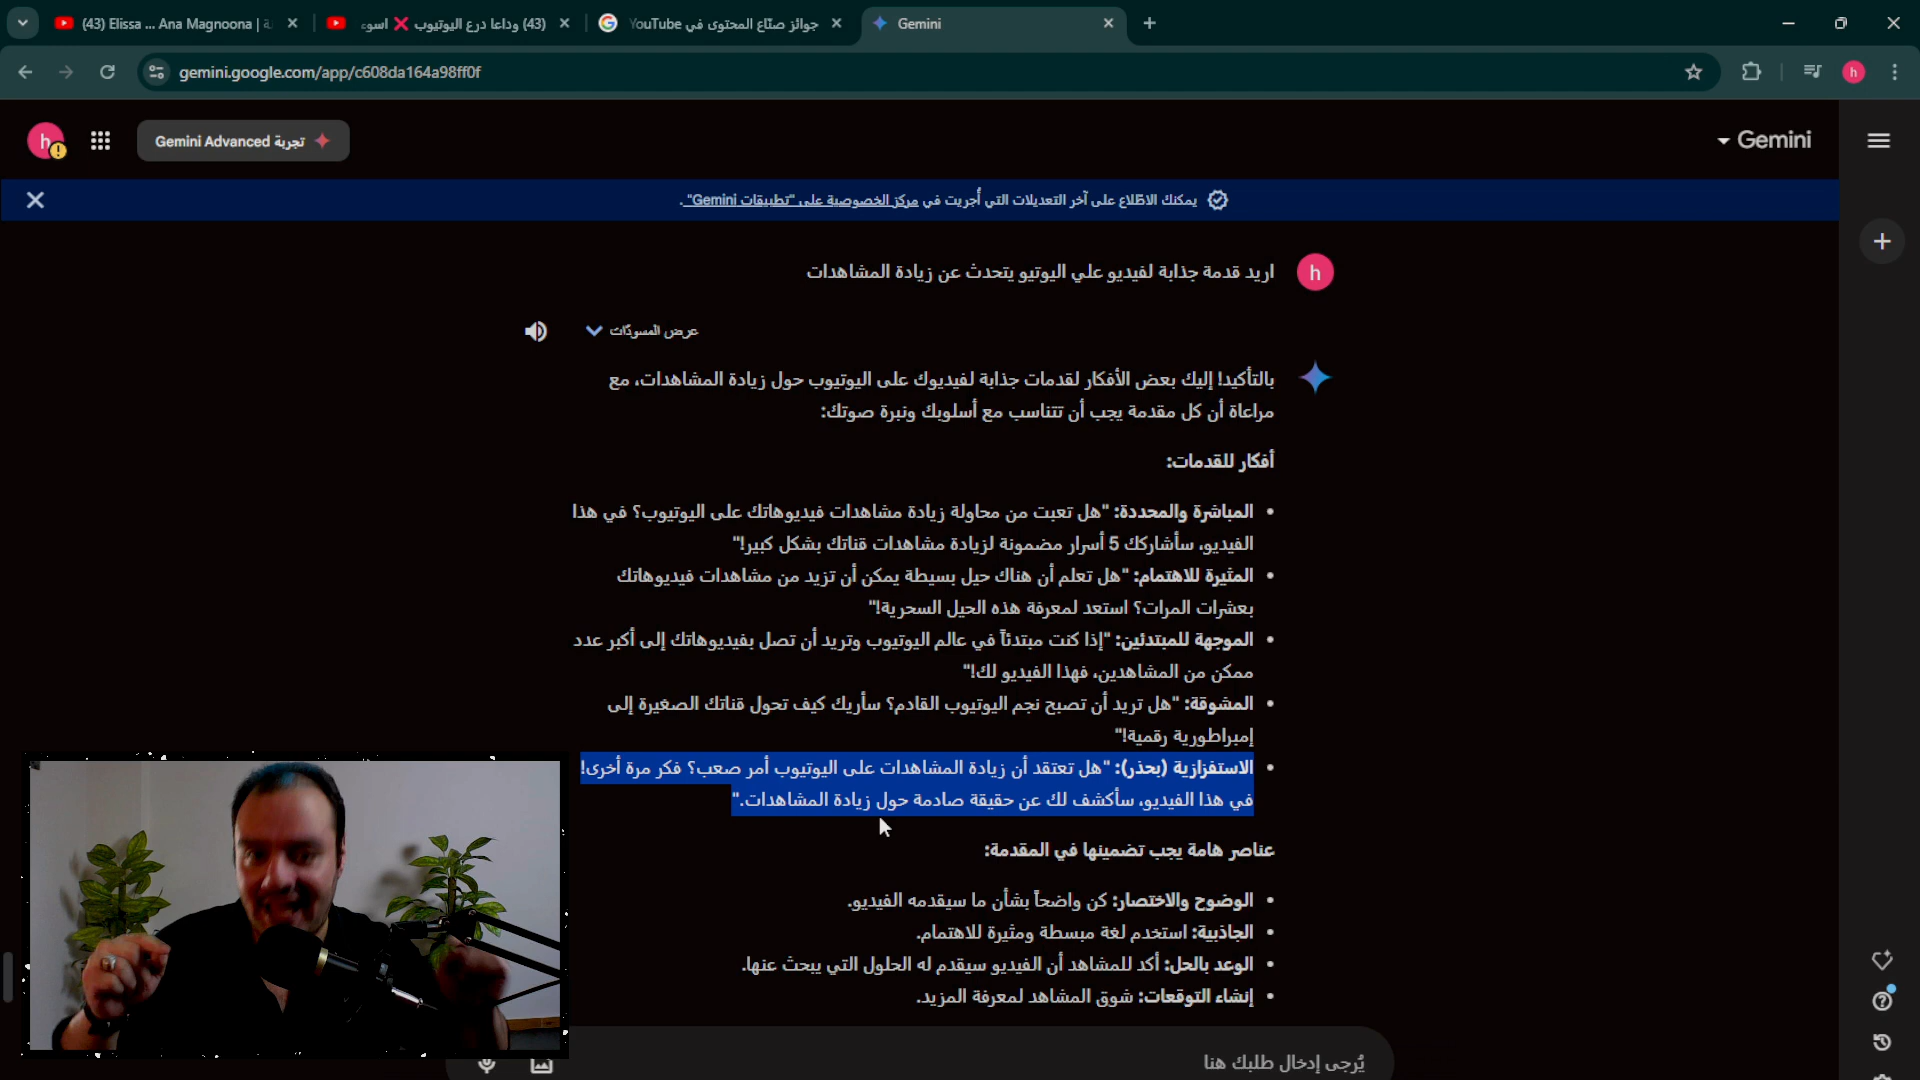 (43) Elissa ... Ana Magnoona |
(43) وداعا درع اليوتيوب ❌ اسوء
جوائز صنّاع المحتوى في YouTube
Gemini
gemini.google.com/app/c608da164a98ff0f
h
h
تجربة Gemini Advanced
Gemini
يمكنك الاطّلاع على آخر التعديلات التي أُجريت في مركز الخصوصية على "تطبيقات Gemini".
اريد قدمة جذابة لفيديو علي اليوتيو يتحدث عن زيادة المشاهدات
h
عرض المسودّات
بالتأكيد! إليك بعض الأفكار لقدمات جذابة لفيديوك على اليوتيوب حول زيادة المشاهدات، مع
مراعاة أن كل مقدمة يجب أن تتناسب مع أسلوبك ونبرة صوتك:
أفكار للقدمات:
• المباشرة والمحددة: "هل تعبت من محاولة زيادة مشاهدات فيديوهاتك على اليوتيوب؟ في هذا
الفيديو، سأشاركك 5 أسرار مضمونة لزيادة مشاهدات قناتك بشكل كبير!"
• المثيرة للاهتمام: "هل تعلم أن هناك حيل بسيطة يمكن أن تزيد من مشاهدات فيديوهاتك
بعشرات المرات؟ استعد لمعرفة هذه الحيل السحرية!"
• الموجهة للمبتدئين: "إذا كنت مبتدئاً في عالم اليوتيوب وتريد أن تصل بفيديوهاتك إلى أكبر عدد
ممكن من المشاهدين، فهذا الفيديو لك!"
• المشوقة: "هل تريد أن تصبح نجم اليوتيوب القادم؟ سأريك كيف تحول قناتك الصغيرة إلى
إمبراطورية رقمية!"
• الاستفزازية (بحذر): "هل تعتقد أن زيادة المشاهدات على اليوتيوب أمر صعب؟ فكر مرة أخرى!
في هذا الفيديو، سأكشف لك عن حقيقة صادمة حول زيادة المشاهدات."
عناصر هامة يجب تضمينها في المقدمة:
• الوضوح والاختصار: كن واضحاً بشأن ما سيقدمه الفيديو.
• الجاذبية: استخدم لغة مبسطة ومثيرة للاهتمام.
• الوعد بالحل: أكد للمشاهد أن الفيديو سيقدم له الحلول التي يبحث عنها.
• إنشاء التوقعات: شوق المشاهد لمعرفة المزيد.
يُرجى إدخال طلبك هنا